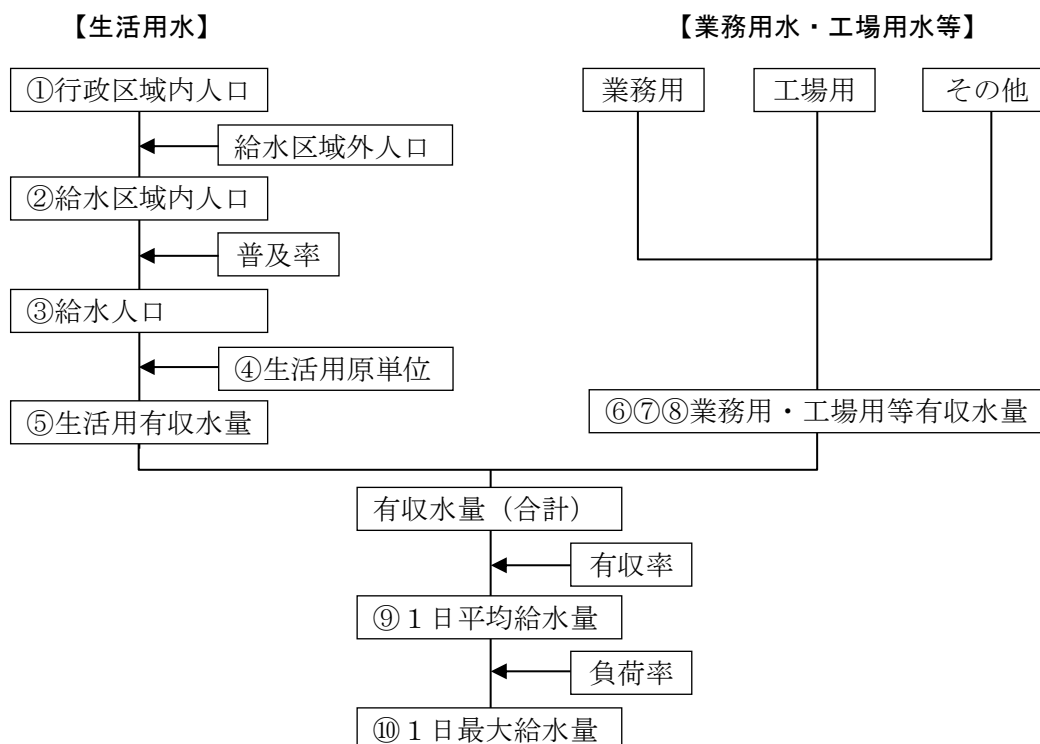 【生活用水】
【業務用水・工場用水等】
①行政区域内人口
業務用
工場用
その他
給水区域外人口
②給水区域内人口
普及率
③給水人口
④生活用原単位
⑤生活用有収水量
⑥⑦⑧業務用・工場用等有収水量
有収水量（合計）
有収率
⑨１日平均給水量
負荷率
⑩１日最大給水量